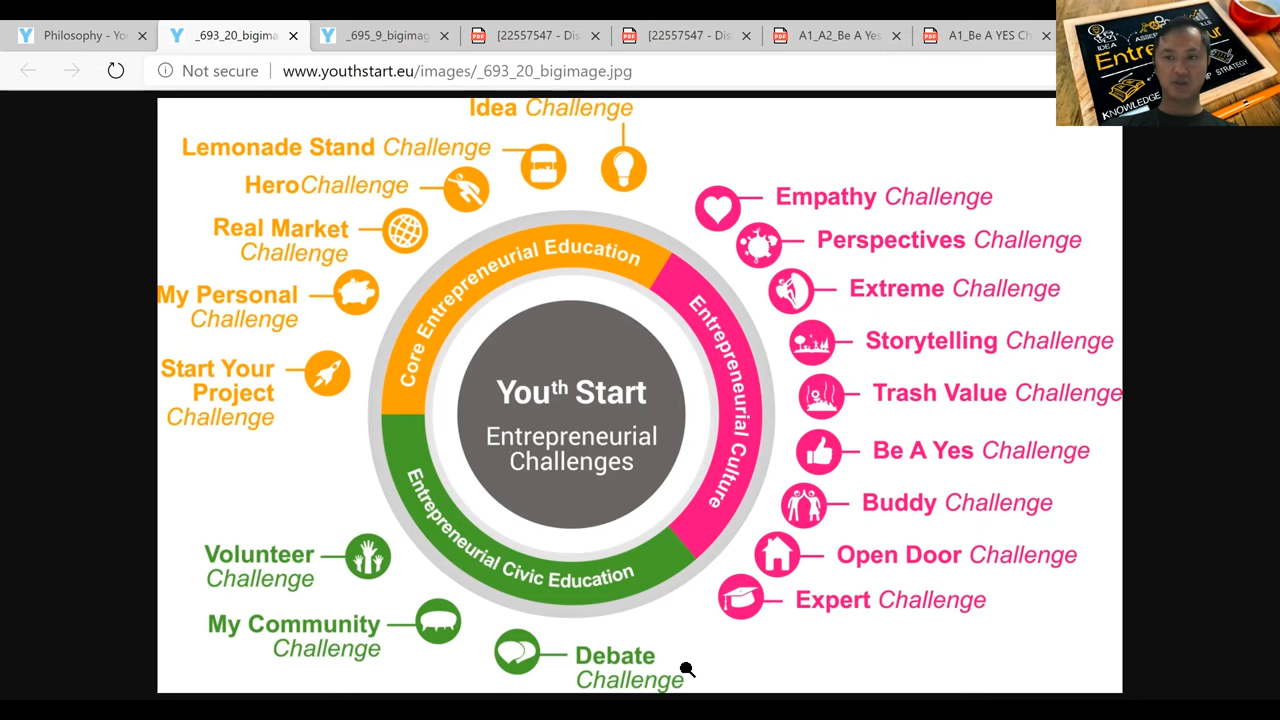 Philosophy - Yo
_693_20_bigima
_695_9_bigimag
[22557547 - Dis
[22557547 - Dis
A1_A2_Be A Yes
A1_Be A YES Ch
Not secure
www.youthstart.eu/images/_693_20_bigimage.jpg
IDEA
KNOWLEDGE
STRATEGY
Idea Challenge
Lemonade Stand Challenge
HeroChallenge
Real Market
Challenge
My Personal
Challenge
Start Your
Project
Challenge
Core Entrepreneurial Education
Entrepreneurial Culture
Entrepreneurial Civic Education
Youth Start
Entrepreneurial
Challenges
Empathy Challenge
Perspectives Challenge
Extreme Challenge
Storytelling Challenge
Trash Value Challenge
Be A Yes Challenge
Buddy Challenge
Open Door Challenge
Expert Challenge
Volunteer
Challenge
My Community
Challenge
Debate
Challenge